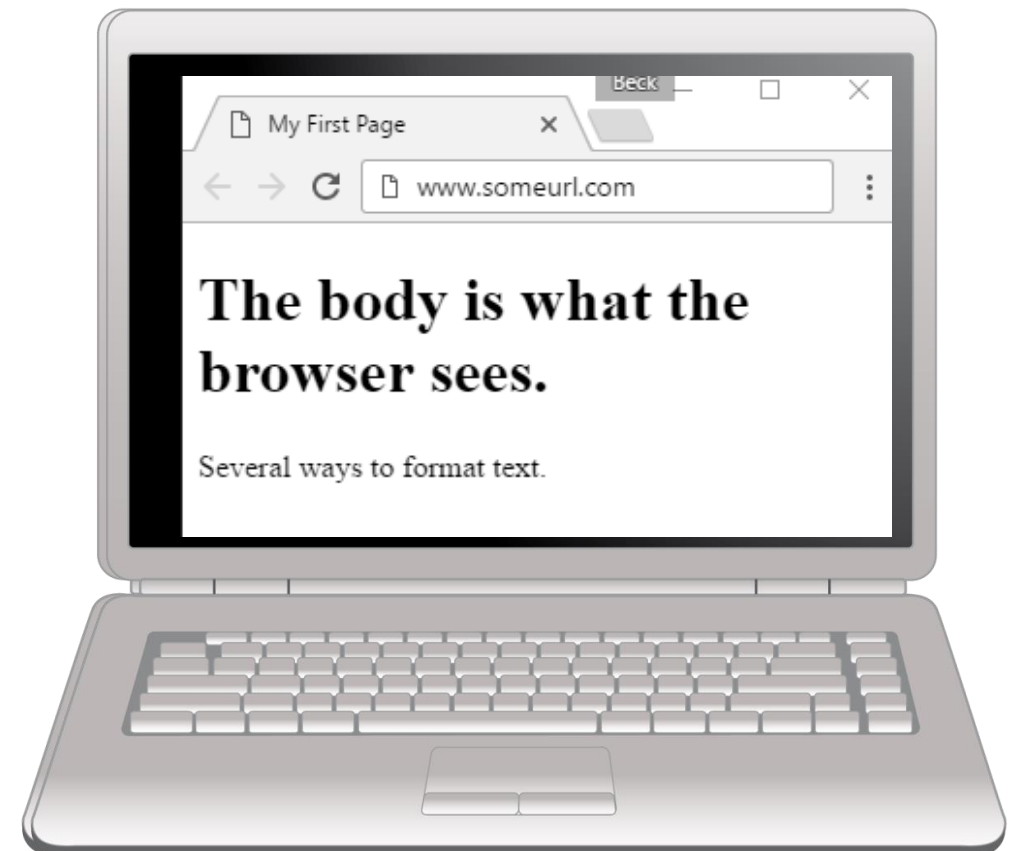 Beck
My First Page
www.someurl.com
The body is what the
browser sees.
Several ways to format text.